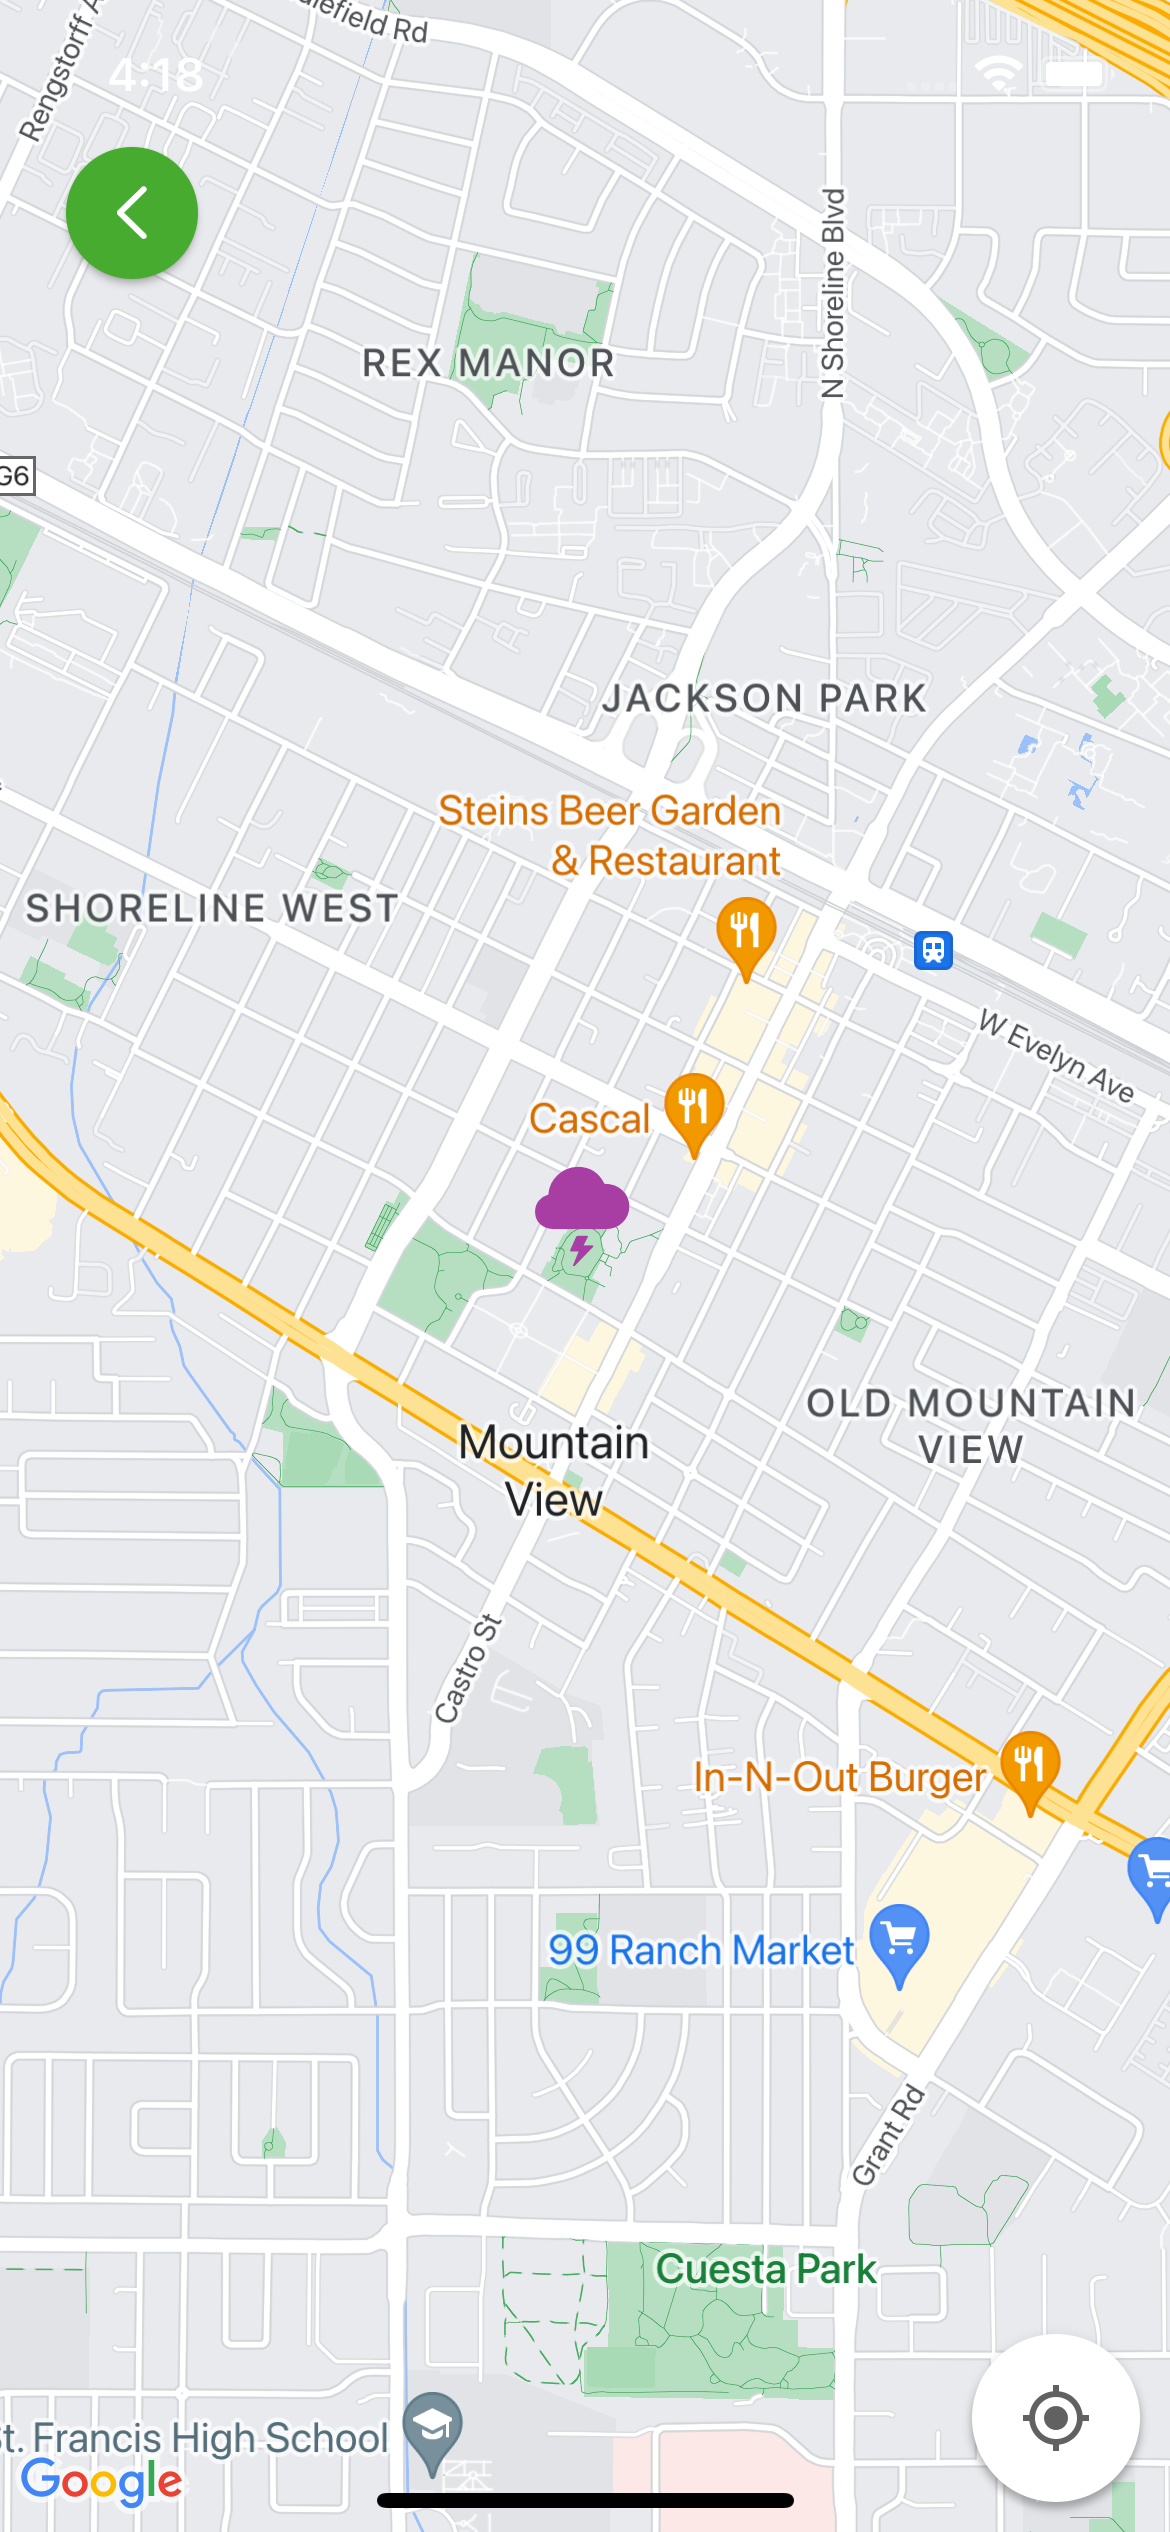 4:18
Rengstorff A
lefield Rd
N Shoreline Blvd
REX MANOR
G6
JACKSON PARK
Steins Beer Garden
& Restaurant
SHORELINE WEST
W Evelyn Ave
Cascal
OLD MOUNTAIN
VIEW
Mountain
View
Castro St
In-N-Out Burger
99 Ranch Market
Grant Rd
Cuesta Park
t. Francis High School
Google